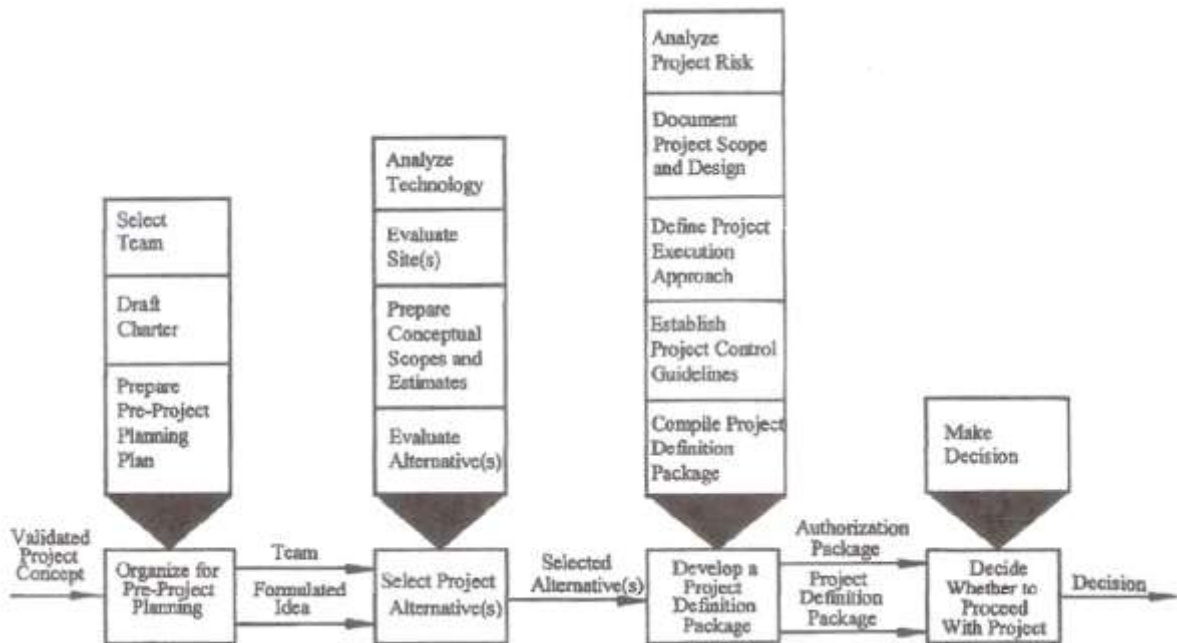 Analyze
Project Risk
Document
Project Scope
and Design
Define Project
Execution
Approach
Establish
Project Control
Guidelines
Compile Project
Definition
Package
Analyze
Technology
Evaluate
Site(s)
Prepare
Conceptual
Scopes and
Estimates
Evaluate
Alternative(s)
Select
Team
Draft
Charter
Prepare
Pre-Project
Planning
Plan
Make
Decision
Validated
Project
Concept
Organize for
Pre-Project
Planning
Team
Formulated
Idea
Select Project
Alternative(s)
Selected
Alternative(s)
Develop a
Project
Definition
Package
Authorization
Package
Project
Definition
Package
Decide
Whether to
Proceed
With Project
Decision